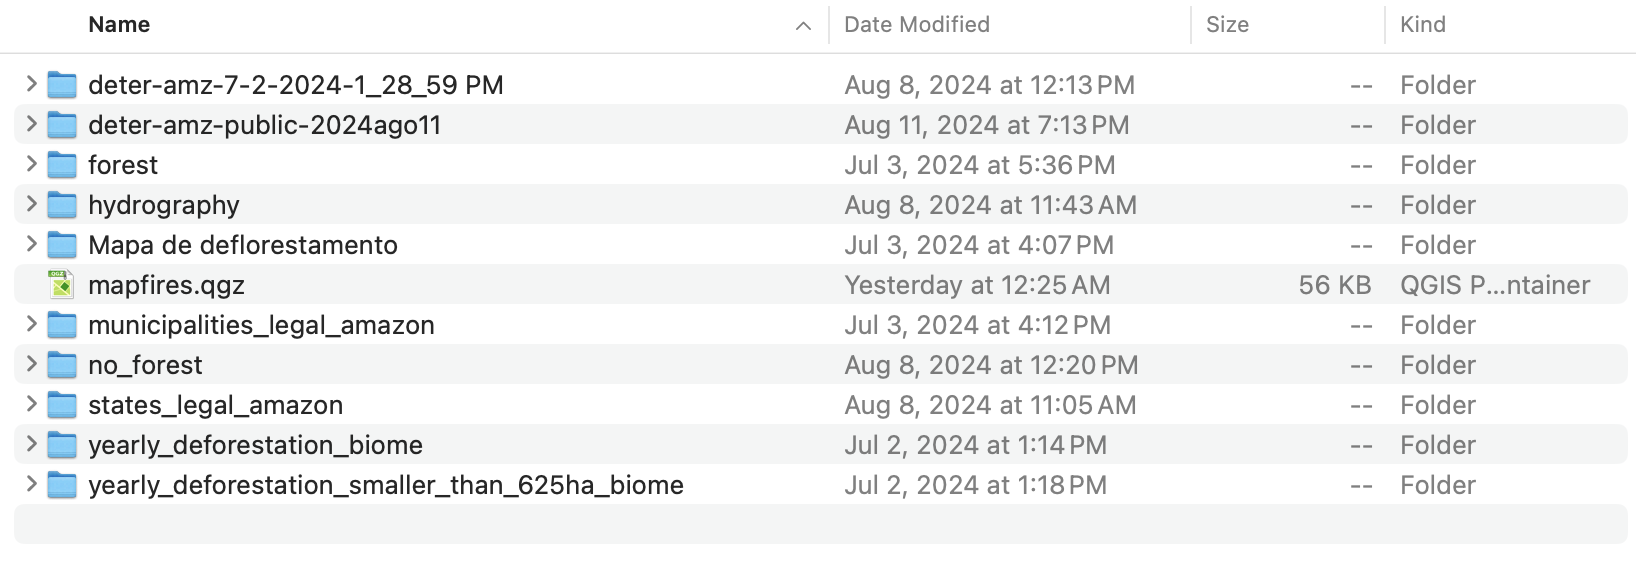 Name Date Modified Size Kind
deter-amz-7-2-2024-1_28_59 PM Aug 8, 2024 at 12:13 PM -- Folder
deter-amz-public-2024ago11 Aug 11, 2024 at 7:13 PM -- Folder
forest Jul 3, 2024 at 5:36 PM -- Folder
hydrography Aug 8, 2024 at 11:43 AM -- Folder
Mapa de deflorestamento Jul 3, 2024 at 4:07 PM -- Folder
QGZ mapfires.qgz Yesterday at 12:25 AM 56 KB QGIS P...ntainer
municipalities_legal_amazon Jul 3, 2024 at 4:12 PM -- Folder
no_forest Aug 8, 2024 at 12:20 PM -- Folder
states_legal_amazon Aug 8, 2024 at 11:05 AM -- Folder
yearly_deforestation_biome Jul 2, 2024 at 1:14 PM -- Folder
yearly_deforestation_smaller_than_625ha_biome Jul 2, 2024 at 1:18 PM -- Folder